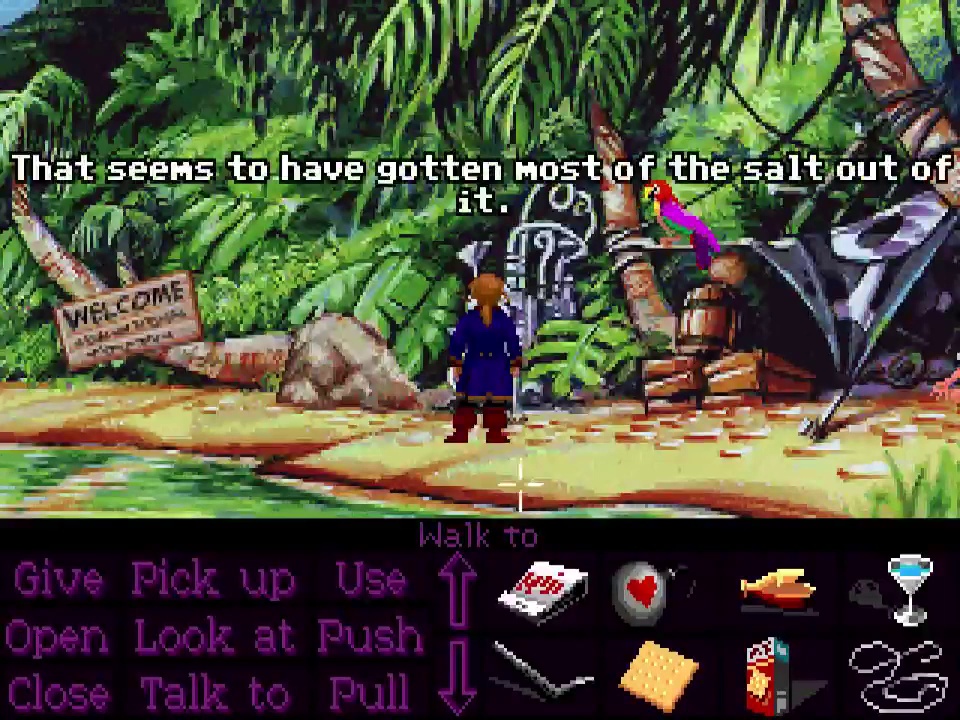 That seems to have gotten most of the salt out of
it.
WELCOME
Walk to
Give Pick up Use
Open Look at Push
Close Talk to Pull